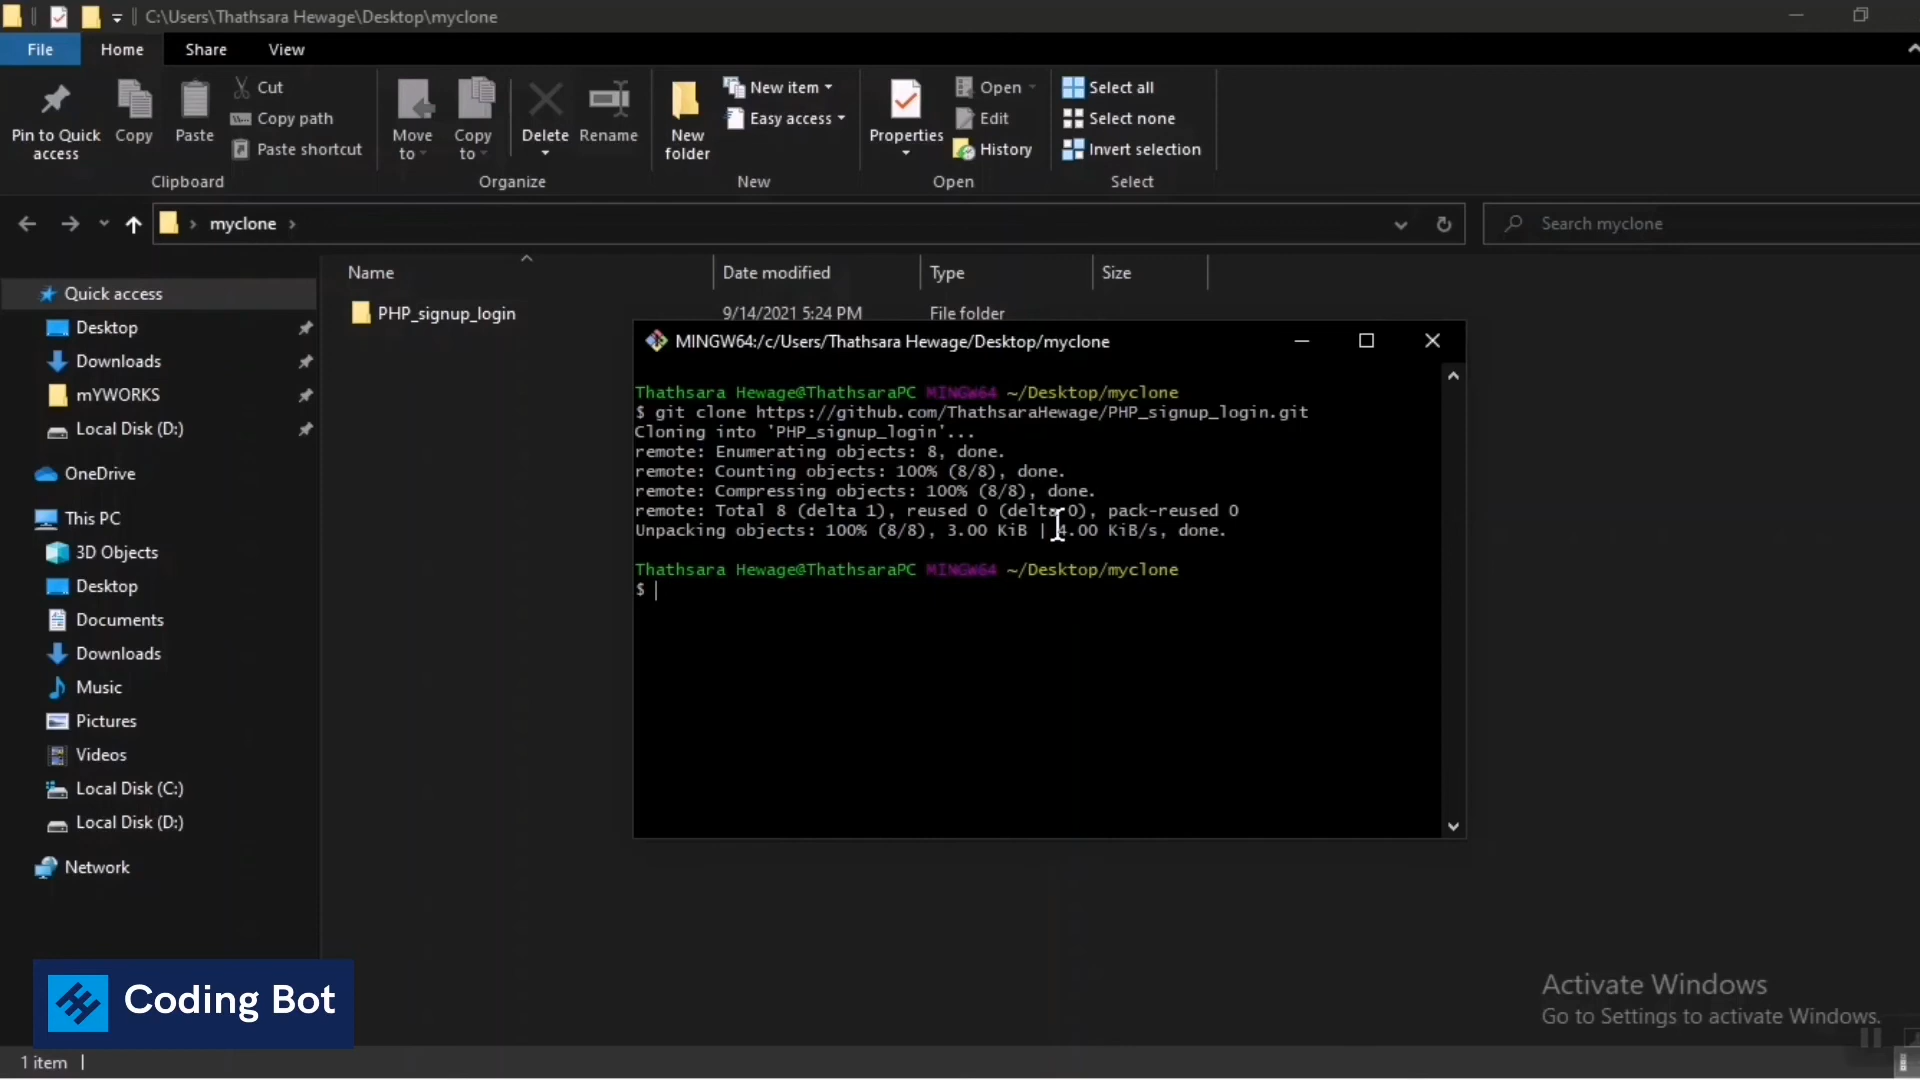 C:\Users\Thathsara Hewage\Desktop\myclone
File Home Share View
Pin to Quick access
Copy
Paste
Cut
Copy path
Paste shortcut
Clipboard
Move to
Copy to
Delete
Rename
Organize
New folder
New item
Easy access
New
Properties
Open
Edit
History
Open
Select all
Select none
Invert selection
Select
myclone
Search myclone
Name Date modified Type Size
PHP_signup_login 9/14/2021 5:24 PM File folder
Quick access
Desktop
Downloads
mYWORKS
Local Disk (D:)
OneDrive
This PC
3D Objects
Desktop
Documents
Downloads
Music
Pictures
Videos
Local Disk (C:)
Local Disk (D:)
Network
MINGW64:/c/Users/Thathsara Hewage/Desktop/myclone
Thathsara Hewage@ThathsaraPC MINGW64 ~/Desktop/myclone
$ git clone https://github.com/ThathsaraHewage/PHP_signup_login.git
Cloning into 'PHP_signup_login'...
remote: Enumerating objects: 8, done.
remote: Counting objects: 100% (8/8), done.
remote: Compressing objects: 100% (8/8), done.
remote: Total 8 (delta 1), reused 0 (delta 0), pack-reused 0
Unpacking objects: 100% (8/8), 3.00 KiB | 4.00 KiB/s, done.
Thathsara Hewage@ThathsaraPC MINGW64 ~/Desktop/myclone
$
Coding Bot
Activate Windows
Go to Settings to activate Windows.
1 item